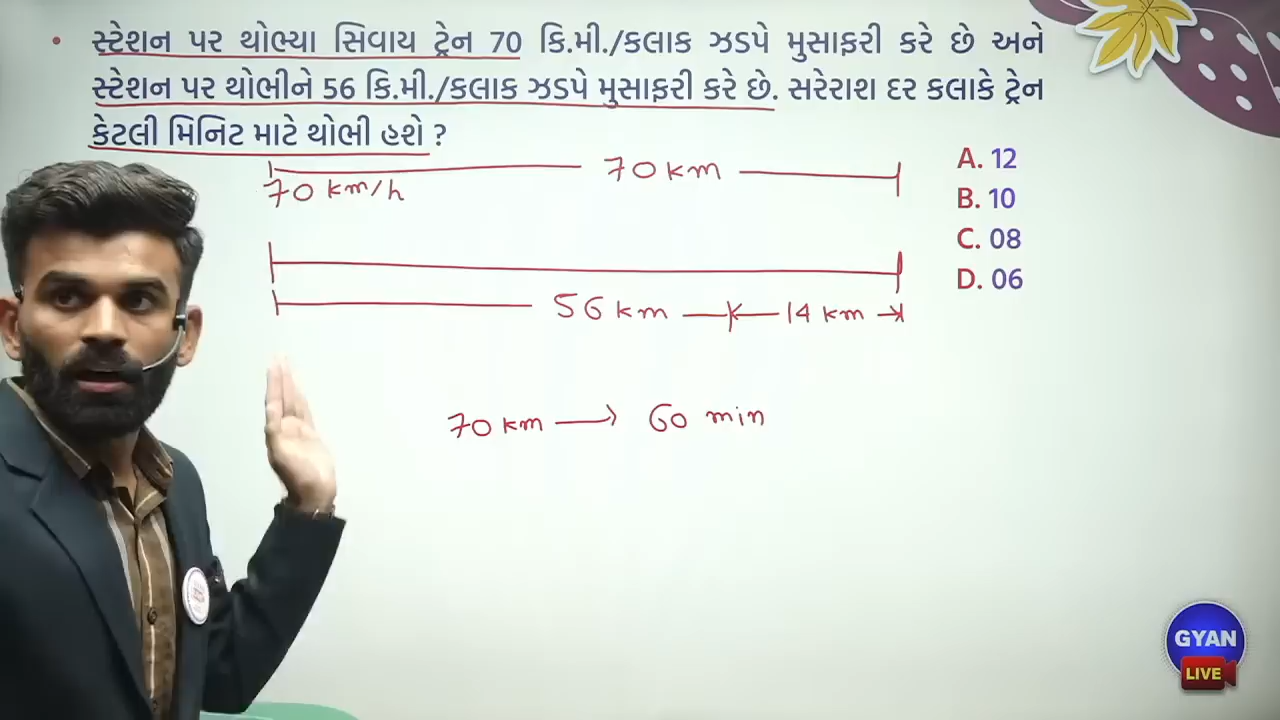 • સ્ટેશન પર થોભ્યા સિવાય ટ્રેન 70 કિ.મી./કલાક ઝડપે મુસાફરી કરે છે અને
સ્ટેશન પર થોભીને 56 કિ.મી./કલાક ઝડપે મુસાફરી કરે છે. સરેરાશ દર કલાકે ટ્રેન
કેટલી મિનિટ માટે થોભી હશે ?
A. 12
B. 10
C. 08
D. 06
70 km
70 km/h
56 km 14 km
70 km → 60 min
GYAN
LIVE